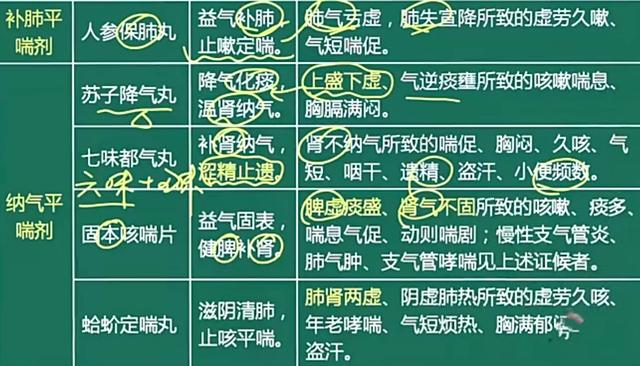 补肺平
喘剂
人参保肺丸
益气补肺,
止嗽定喘。
肺气亏虚,肺失宣降所致的虚劳久嗽、
气短喘促。
纳气平
喘剂
苏子降气丸
降气化痰,
温肾纳气。
上盛下虚、气逆痰壅所致的咳嗽喘息、
胸膈满闷。
七味都气丸
六味+
补肾纳气,
涩精止遗。
肾不纳气所致的喘促、胸闷、久咳、气
短、咽干、遗精、盗汗、小便频数。
固本咳喘片
益气固表,
健脾补肾。
脾虚痰盛、肾气不固所致的咳嗽、痰多、
喘息气促、动则喘剧;慢性支气管炎、
肺气肿、支气管哮喘见上述证候者。
蛤蚧定喘丸
滋阴清肺,
止咳平喘。
肺肾两虚、阴虚肺热所致的虚劳久咳、
年老哮喘、气短烦热、胸满郁闷、
盗汗。